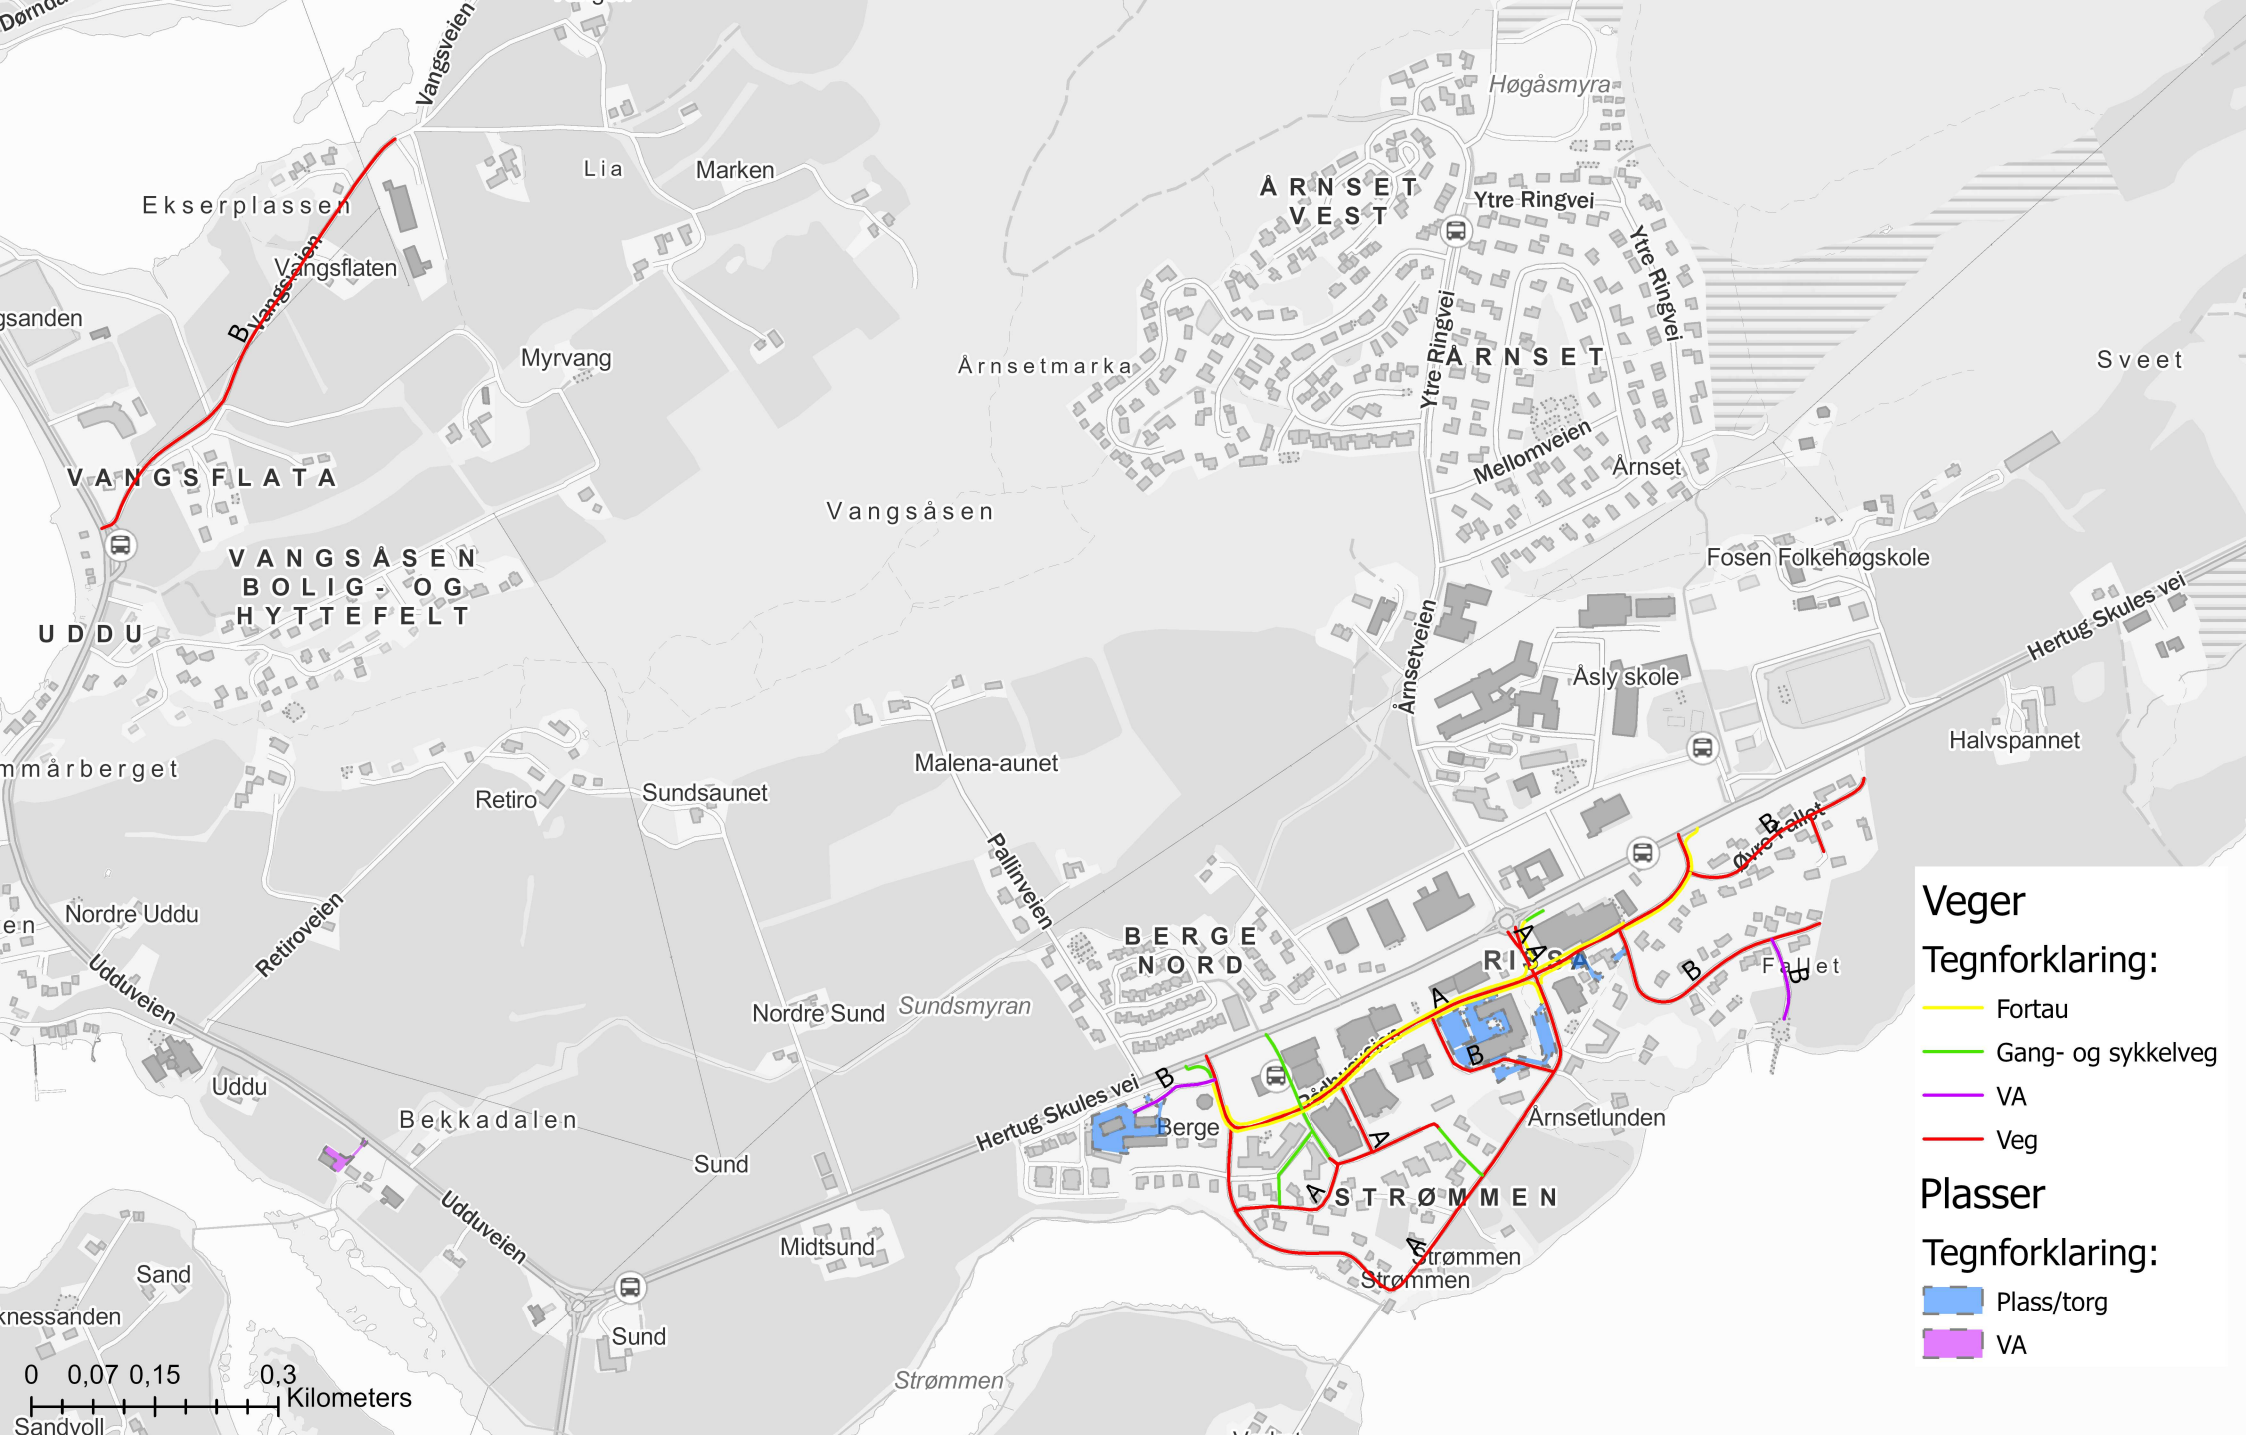 Vangsveien
Høgåsmyra
Lia
Marken
Ekserplassen
ÅRNSET
VEST
Ytre Ringvei
Ytre Ringvei
Vangsveien
Vangsflaten
gsanden
B
Ytre Ringvei
Myrvang
Årnsetmarka
ÅRNSET
Sveet
Mellomveien
Årnset
VANGSFLATA
Vangsåsen
VANGSÅSEN
BOLIG- OG
HYTTEFELT
Fosen Folkehøgskole
Hertug Skules vei
UDDU
Årnsetveien
Åsly skole
Halvspannet
mmårberget
Malena-aunet
Retiro
Sundsaunet
Pallinveien
B
Øvre Fallet
Nordre Uddu
en
Retiroveien
BERGE
NORD
A
A
RISSA
B
Fallet
B
Udduveien
Nordre Sund
Sundsmyran
A
Rådhusveien
B
Uddu
B
Hertug Skules vei
Berge
Årnsetlunden
Bekkadalen
A
Sund
A
STRØMMEN
Udduveien
Midtsund
A
Strømmen
Strømmen
Sand
knessanden
Sund
Strømmen
0 0,07 0,15 0,3
Kilometers
Sandvoll
Veger
Tegnforklaring:
Fortau
Gang- og sykkelveg
VA
Veg
Plasser
Tegnforklaring:
Plass/torg
VA